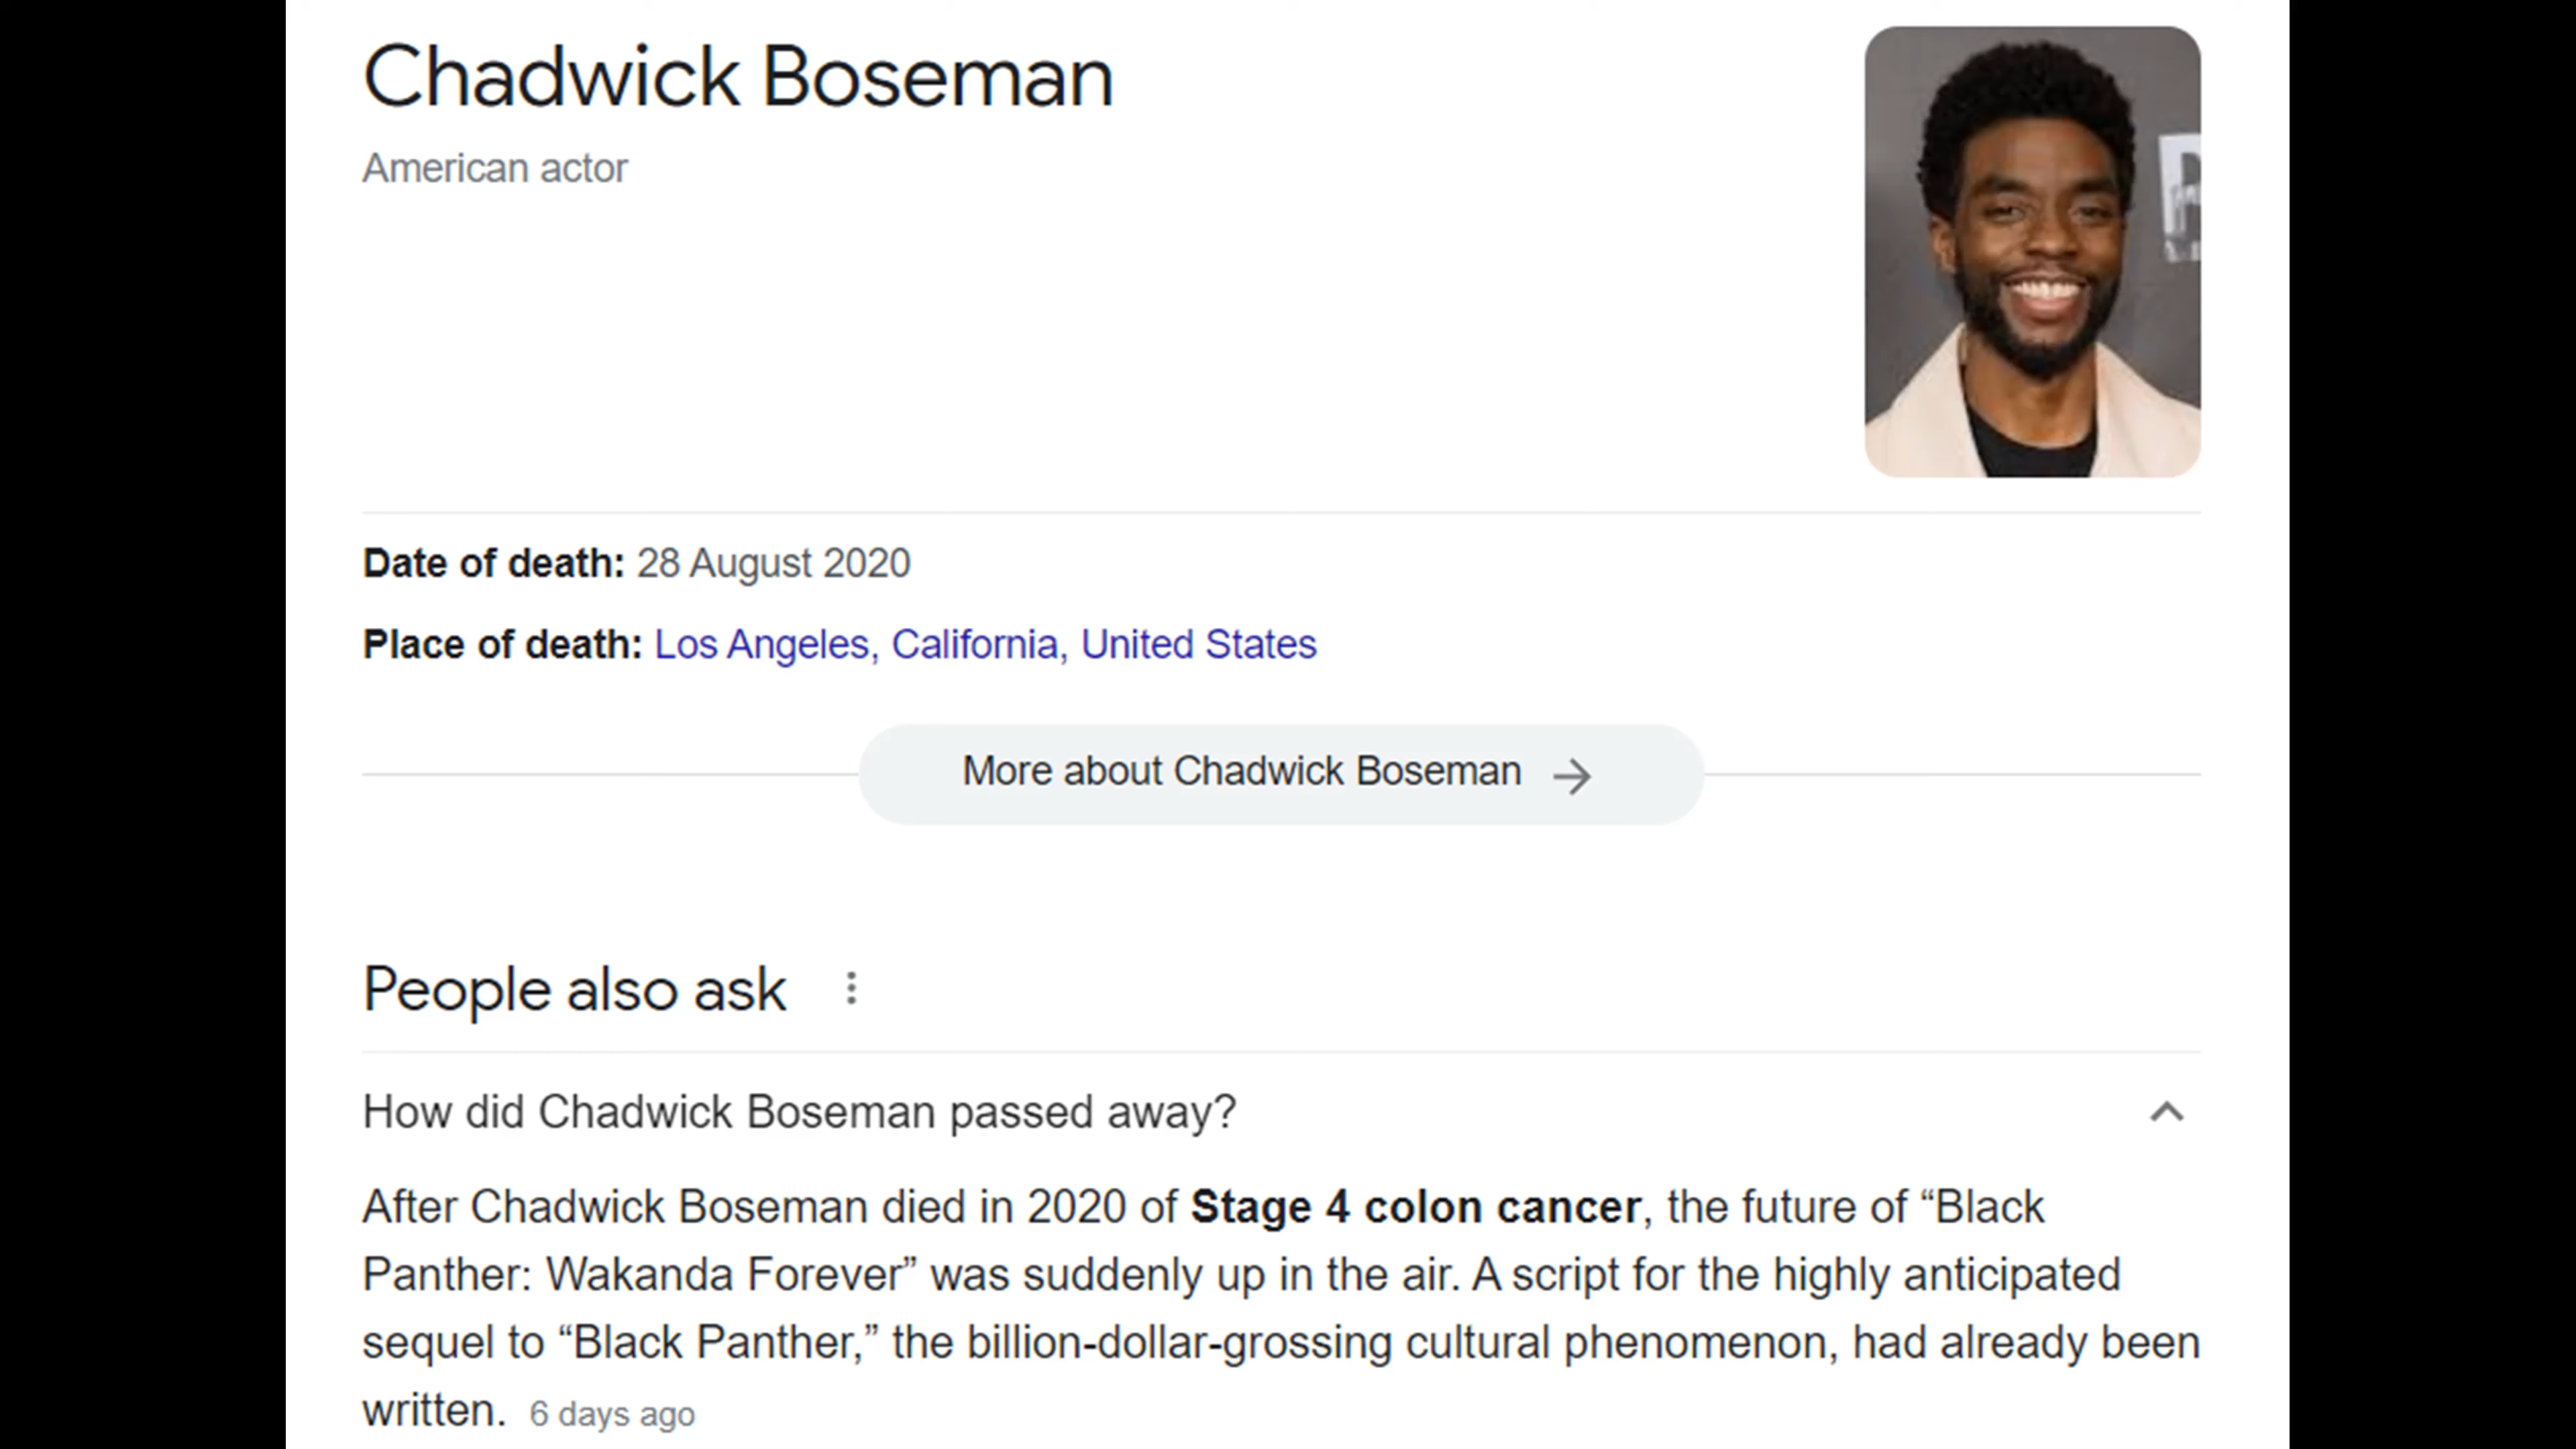 Chadwick Boseman
American actor
Date of death: 28 August 2020
Place of death: Los Angeles, California, United States
More about Chadwick Boseman
People also ask
How did Chadwick Boseman passed away?
After Chadwick Boseman died in 2020 of Stage 4 colon cancer, the future of “Black
Panther: Wakanda Forever” was suddenly up in the air. A script for the highly anticipated
sequel to “Black Panther,” the billion-dollar-grossing cultural phenomenon, had already been
written. 6 days ago